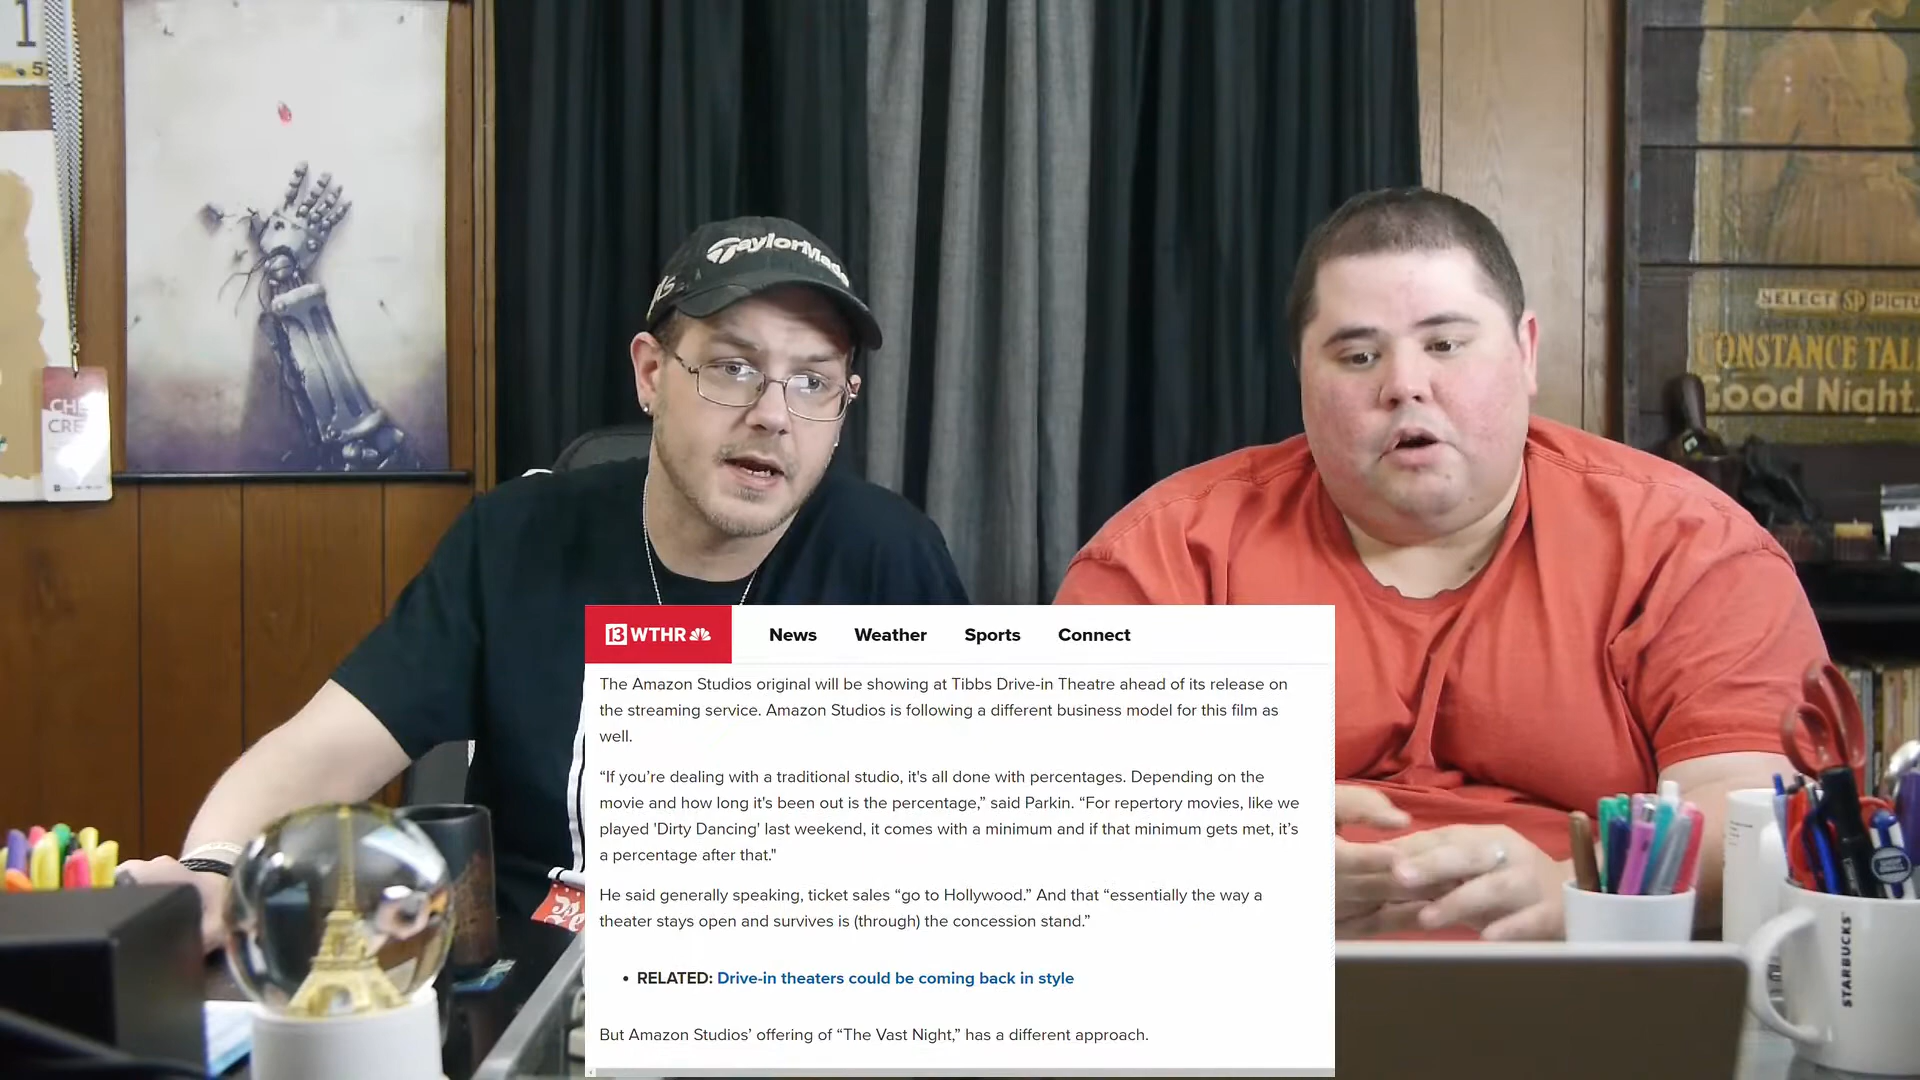 1
5
CHE
CRE
TaylorMade
SELECT SP PICTU
CONSTANCE TAL
Good Night
13 WTHR
News Weather Sports Connect
The Amazon Studios original will be showing at Tibbs Drive-in Theatre ahead of its release on
the streaming service. Amazon Studios is following a different business model for this film as
well.
“If you’re dealing with a traditional studio, it's all done with percentages. Depending on the
movie and how long it's been out is the percentage,” said Parkin. “For repertory movies, like we
played 'Dirty Dancing' last weekend, it comes with a minimum and if that minimum gets met, it’s
a percentage after that."
He said generally speaking, ticket sales “go to Hollywood.” And that “essentially the way a
theater stays open and survives is (through) the concession stand.”
• RELATED: Drive-in theaters could be coming back in style
But Amazon Studios’ offering of “The Vast Night,” has a different approach.
STARBUCKS